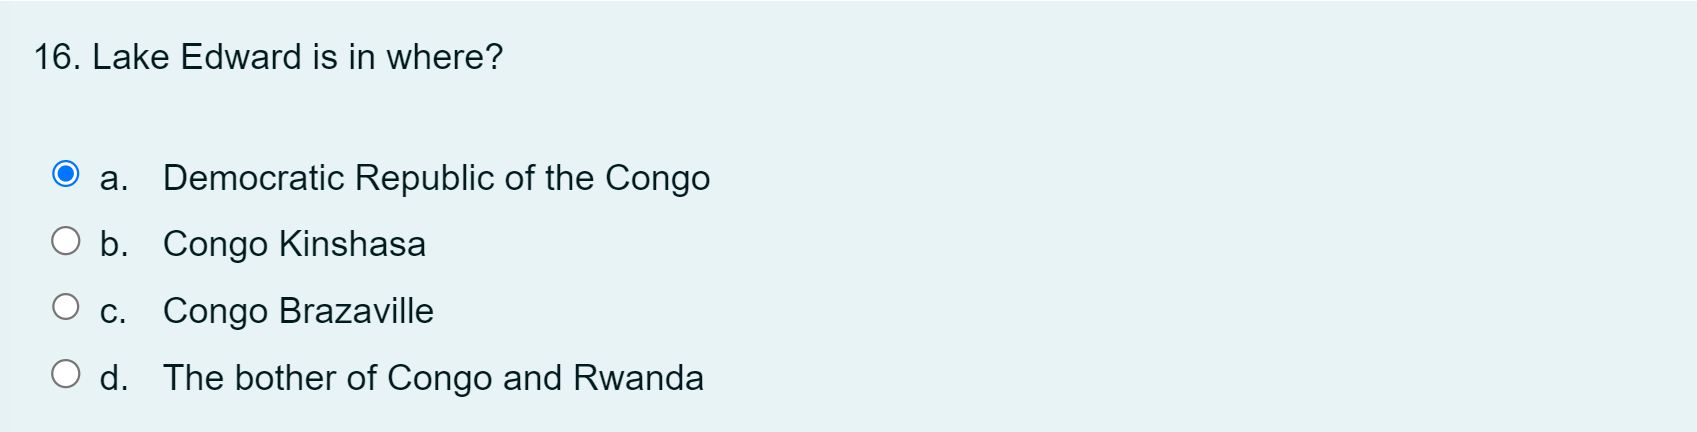 16. Lake Edward is in where?
a. Democratic Republic of the Congo
b. Congo Kinshasa
c. Congo Brazaville
d. The bother of Congo and Rwanda